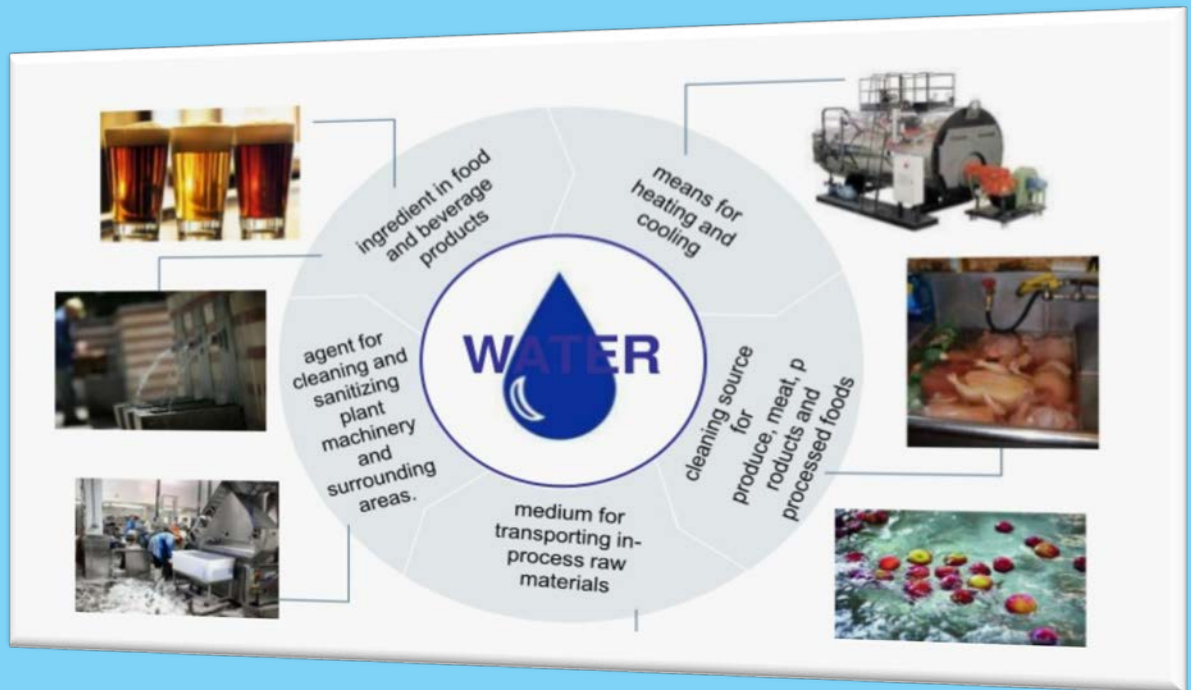 ingredient in food
and beverage
products
means for
heating and
cooling
WATER
agent for
cleaning and
sanitizing
plant
machinery
and
surrounding
areas.
cleaning source
for
produce, meat, p
roducts and
processed foods
medium for
transporting in-
process raw
materials